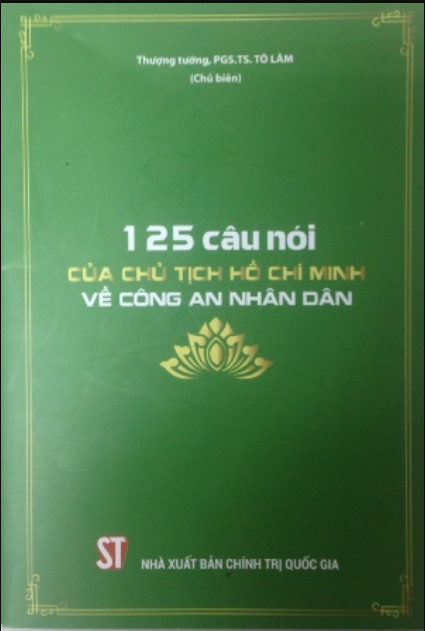 Thượng tướng, PGS.TS. TÔ LÂM
(Chủ biên)
125 câu nói
CỦA CHỦ TỊCH HỒ CHÍ MINH
VỀ CÔNG AN NHÂN DÂN
ST
NHÀ XUẤT BẢN CHÍNH TRỊ QUỐC GIA